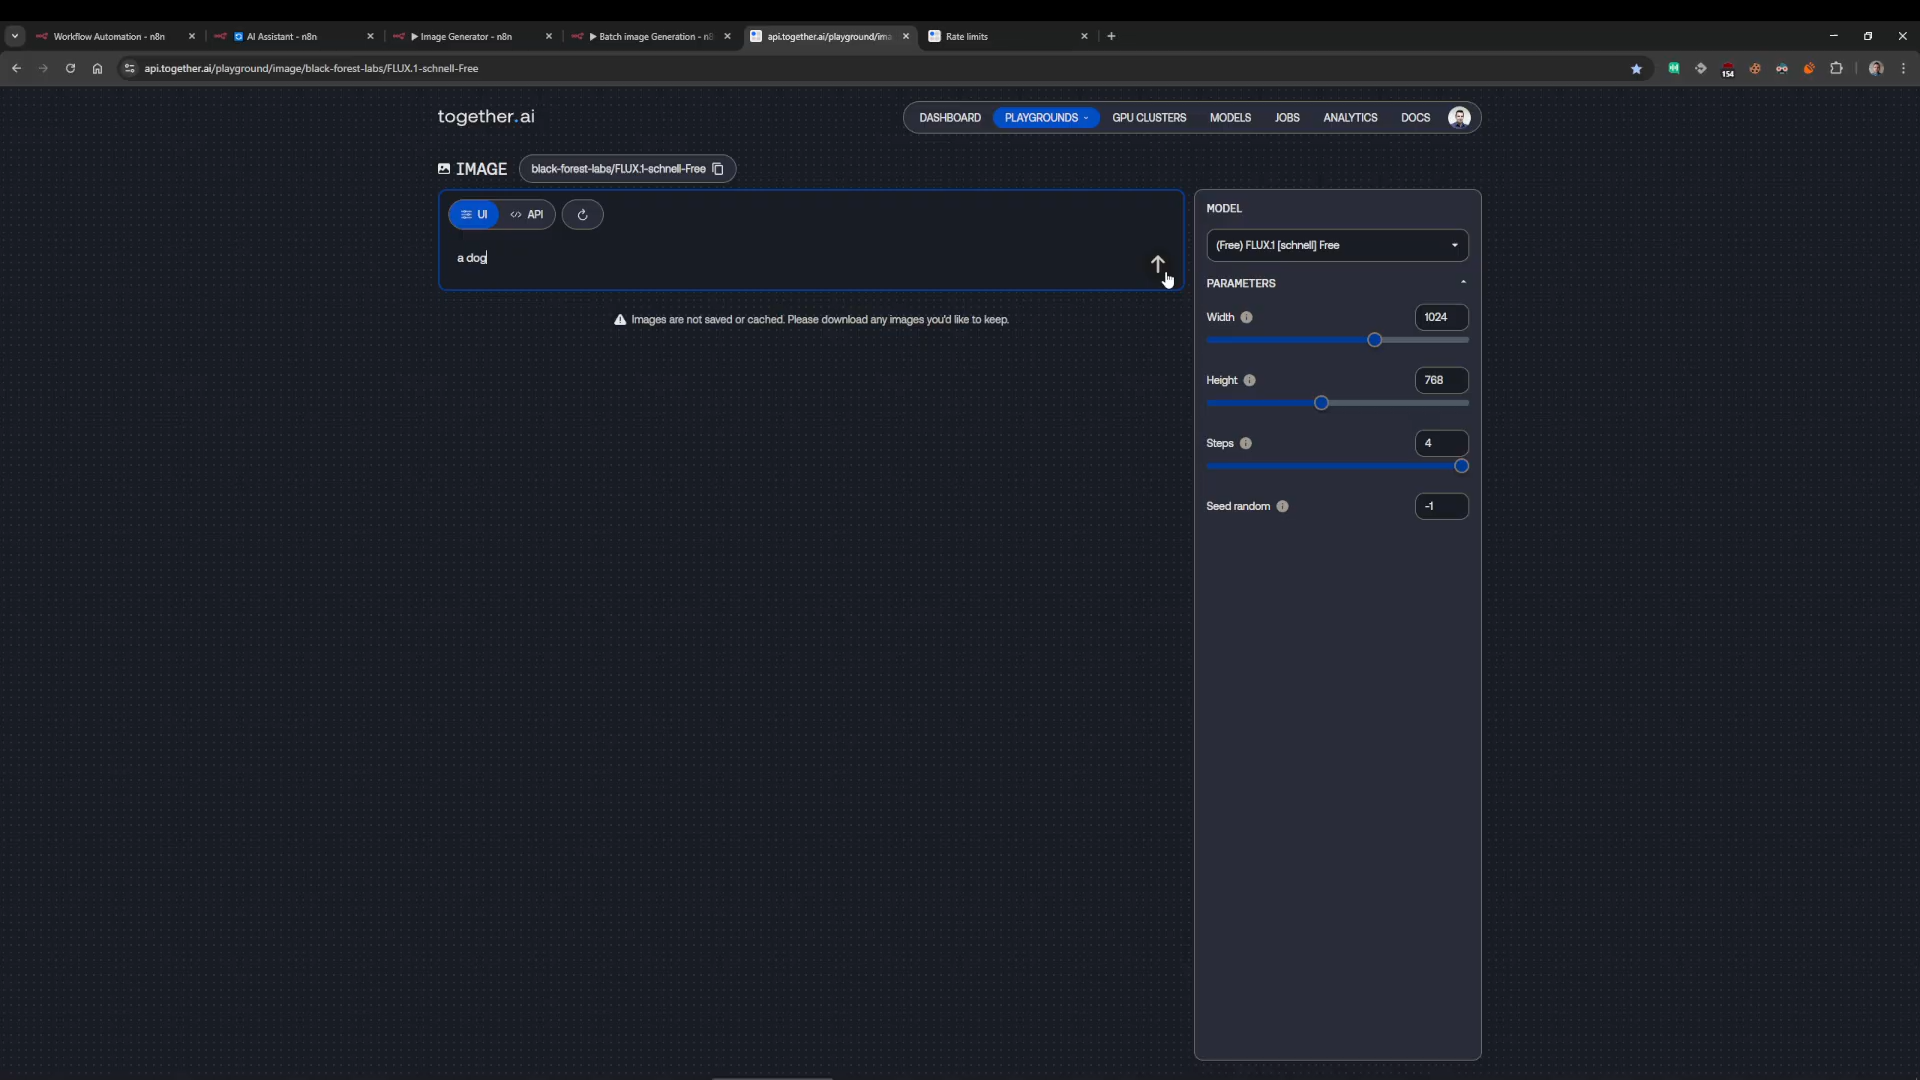 Workflow Automation - n8n
AI Assistant - n8n
Image Generator - n8n
Batch image Generation - n8
api.together.ai/playground/ima
Rate limits
api.together.ai/playground/image/black-forest-labs/FLUX.1-schnell-Free
154
together.ai
DASHBOARD PLAYGROUNDS GPU CLUSTERS MODELS JOBS ANALYTICS DOCS
IMAGE black-forest-labs/FLUX.1-schnell-Free
UI </> API
a dog
Images are not saved or cached. Please download any images you'd like to keep.
MODEL
(Free) FLUX.1 [schnell] Free
PARAMETERS
Width 1024
Height 768
Steps 4
Seed random -1